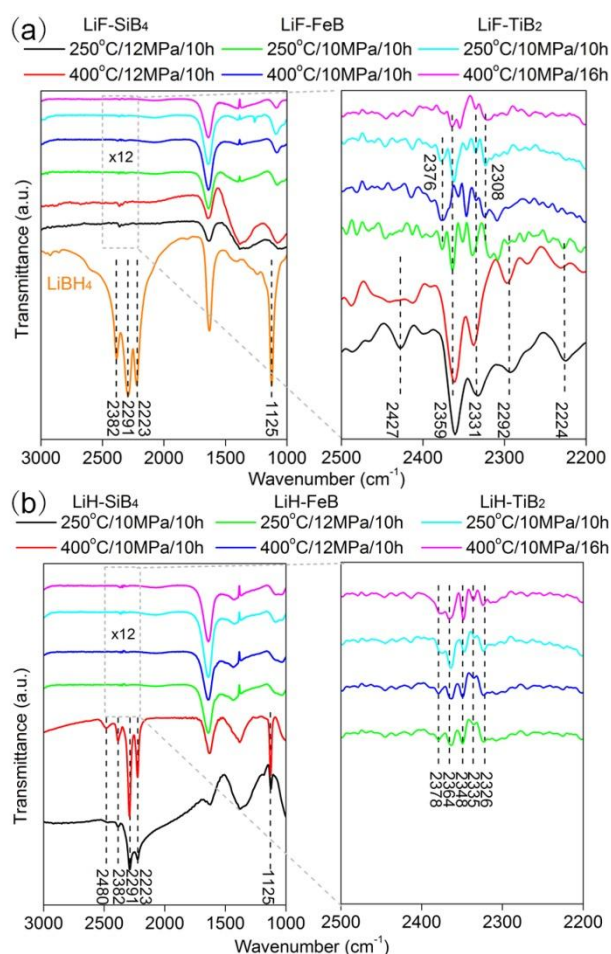 (a)
LiF-SiB₄ LiF-FeB LiF-TiB₂
250°C/12MPa/10h 250°C/10MPa/10h 250°C/10MPa/10h
400°C/12MPa/10h 400°C/10MPa/10h 400°C/10MPa/16h
x12
LiBH₄
2382
2291
2223
1125
Transmittance (a.u.)
3000 2500 2000 1500 1000
Wavenumber (cm⁻¹)
2376
2308
2427
2359
2331
2292
2224
2500 2400 2300 2200
Wavenumber (cm⁻¹)
(b)
LiH-SiB₄ LiH-FeB LiH-TiB₂
250°C/10MPa/10h 250°C/12MPa/10h 250°C/10MPa/10h
400°C/10MPa/10h 400°C/12MPa/10h 400°C/10MPa/16h
x12
2480
2382
2291
2223
1125
Transmittance (a.u.)
3000 2500 2000 1500 1000
Wavenumber (cm⁻¹)
2378
2364
2348
2335
2326
2500 2400 2300 2200
Wavenumber (cm⁻¹)